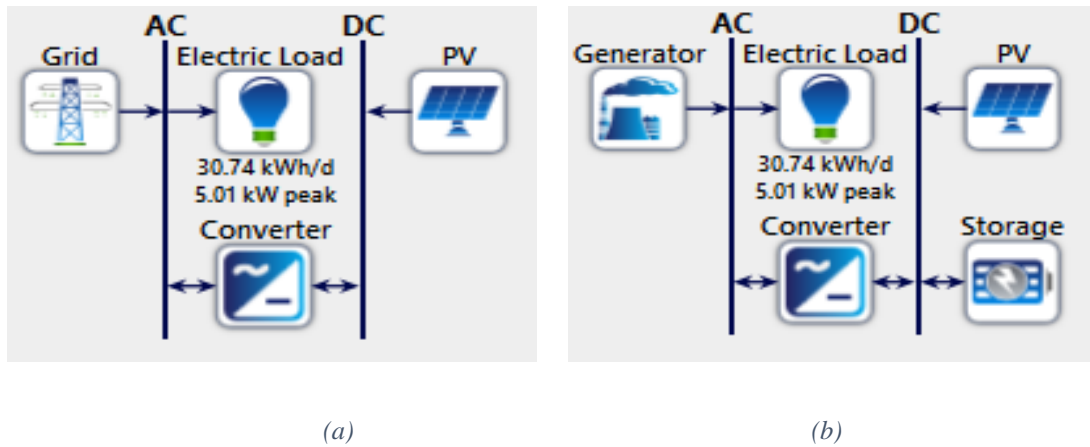 AC DC
Grid Electric Load PV
30.74 kWh/d
5.01 kW peak
Converter
(a)
AC DC
Generator Electric Load PV
30.74 kWh/d
5.01 kW peak
Converter Storage
(b)